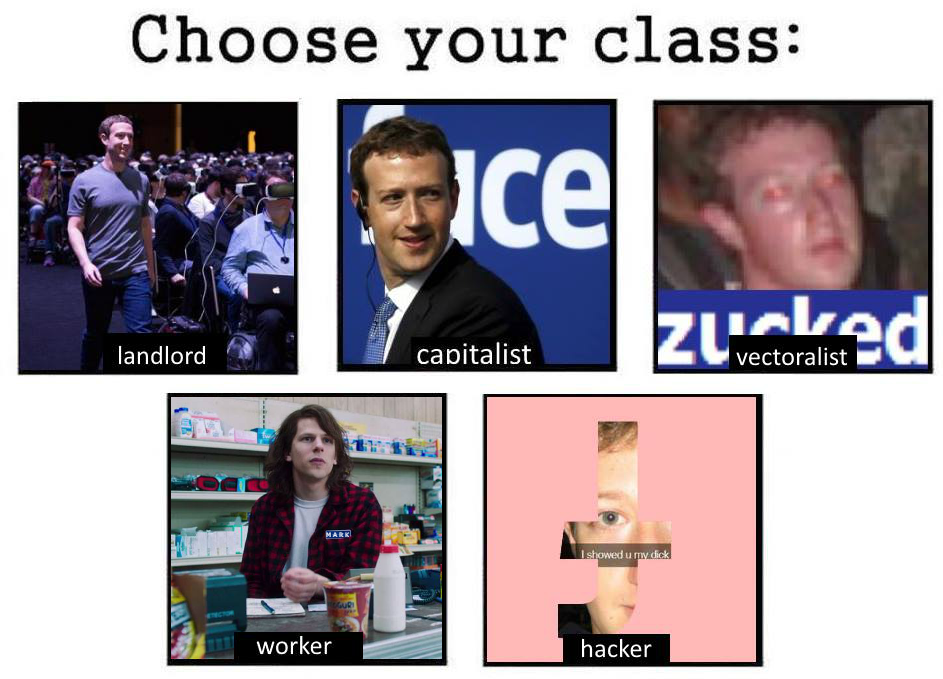 Choose your class:
ace
zucked
landlord
capitalist
vectoralist
MARK
I showed u my dick
worker
hacker